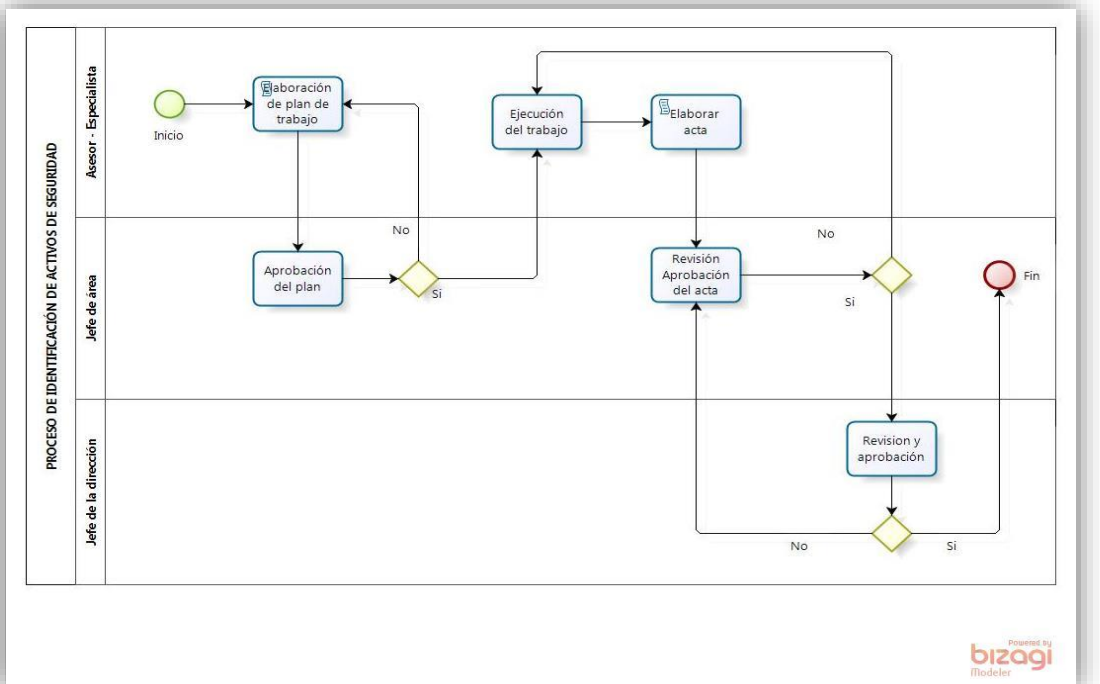 PROCESO DE IDENTIFICACIÓN DE ACTIVOS DE SEGURIDAD
Asesor - Especialista
Inicio
Elaboración
de plan de
trabajo
Ejecución
del trabajo
Elaborar
acta
Jefe de área
Aprobación
del plan
No
Si
Revisión
Aprobación
del acta
No
Si
Fin
Jefe de la dirección
Revision y
aprobación
No
Si
Powered by
bizagi
Modeler